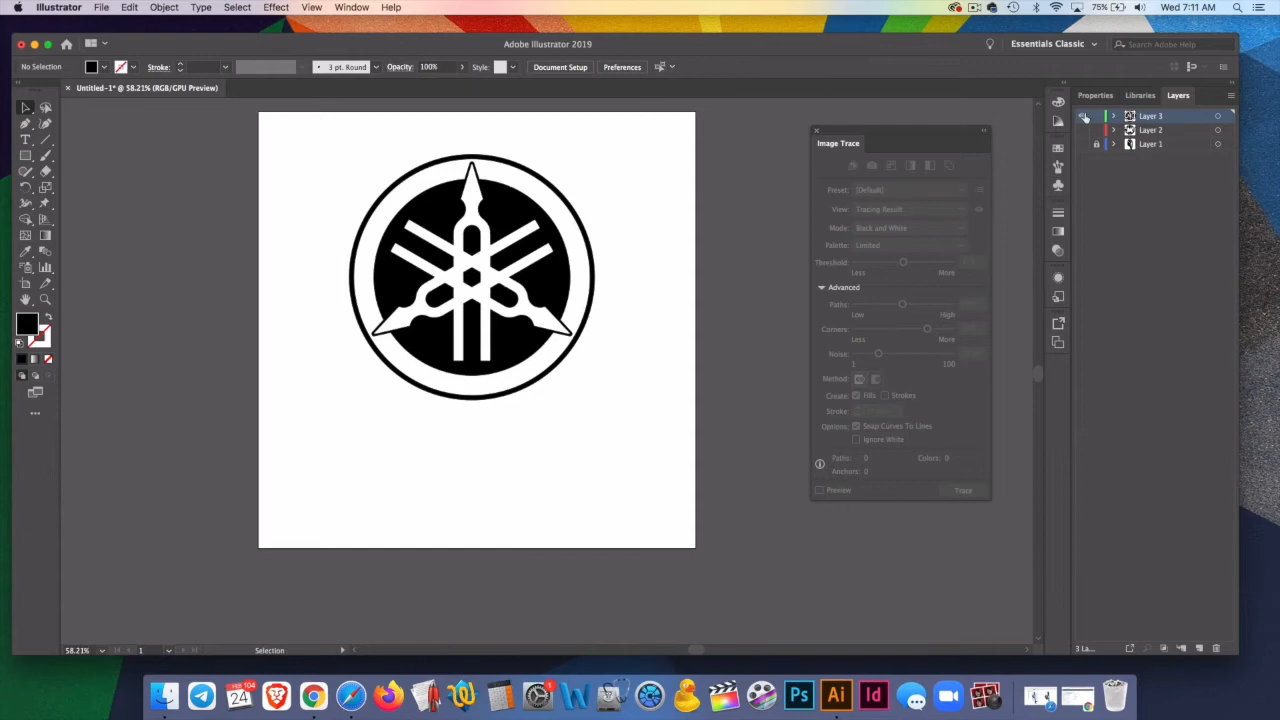 Illustrator File Edit Object Type Select Effect View Window Help
75% Wed 7:11 AM
Adobe Illustrator 2019
Essentials Classic
Search Adobe Help
No Selection
Stroke:
3 pt. Round
Opacity: 100%
Style:
Document Setup
Preferences
× Untitled-1* @ 58.21% (RGB/GPU Preview)
Properties Libraries Layers
Layer 3
Layer 2
Layer 1
Image Trace
Preset: [Default]
View: Tracing Result
Mode: Black and White
Palette: Limited
Threshold:
Less More
Advanced
Paths:
Low High
Corners:
Less More
Noise:
1 100
Method:
Create: Fills Strokes
Stroke:
Options: Snap Curves To Lines
Ignore White
Paths: 0 Colors: 0
Anchors: 0
Preview Trace
58.21% 1 Selection
3 La...
FEB 104
24
1
W
Ps
Ai
Id